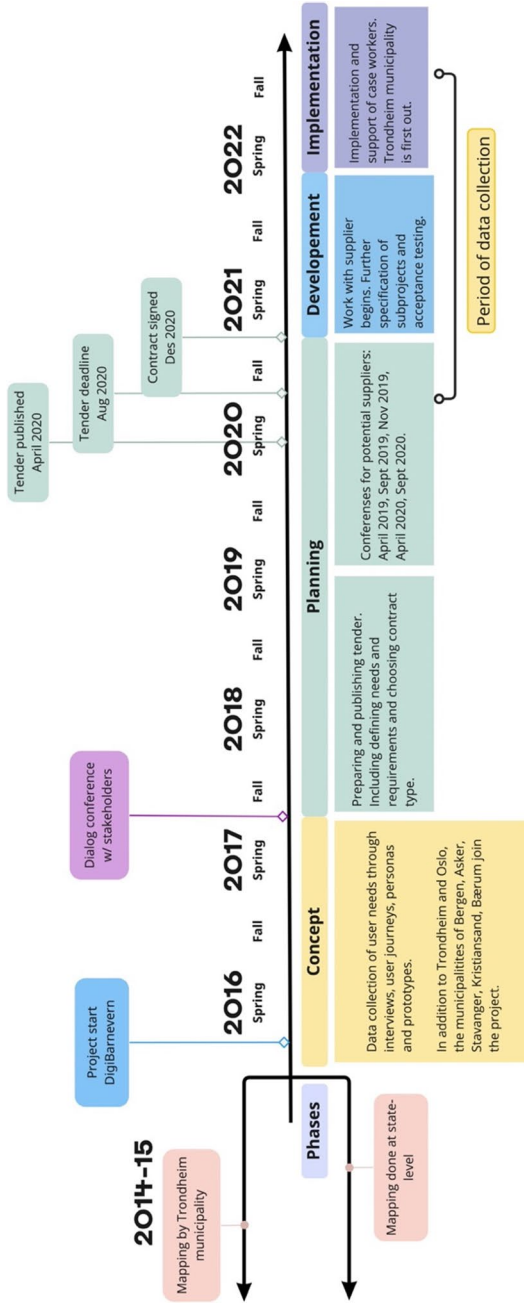 2014-15
Mapping by Trondheim
municipality
Mapping done at state-
level
Project start
DigiBarnevern
Dialog conference
w/ stakeholders
Tender published
April 2020
Tender deadline
Aug 2020
Contract signed
Des 2020
2016
Spring
Fall
2017
Spring
Fall
2018
Spring
Fall
2019
Spring
Fall
2020
Spring
Fall
2021
Spring
Fall
2022
Spring
Fall
Phases
Concept
Data collection of user needs through
interviews, user journeys, personas
and prototypes.
In addition to Trondheim and Oslo,
the municipalitites of Bergen, Asker,
Stavanger, Kristiansand, Bærum join
the project.
Planning
Preparing and publishing tender.
Including defining needs and
requirements and choosing contract
type.
Conferenses for potential suppliers:
April 2019, Sept 2019, Nov 2019,
April 2020, Sept 2020.
Developement
Work with supplier
begins. Further
specification of
subprojects and
acceptance testing.
Implementation
Implementation and
support of case workers.
Trondheim municipality
is first out.
Period of data collection